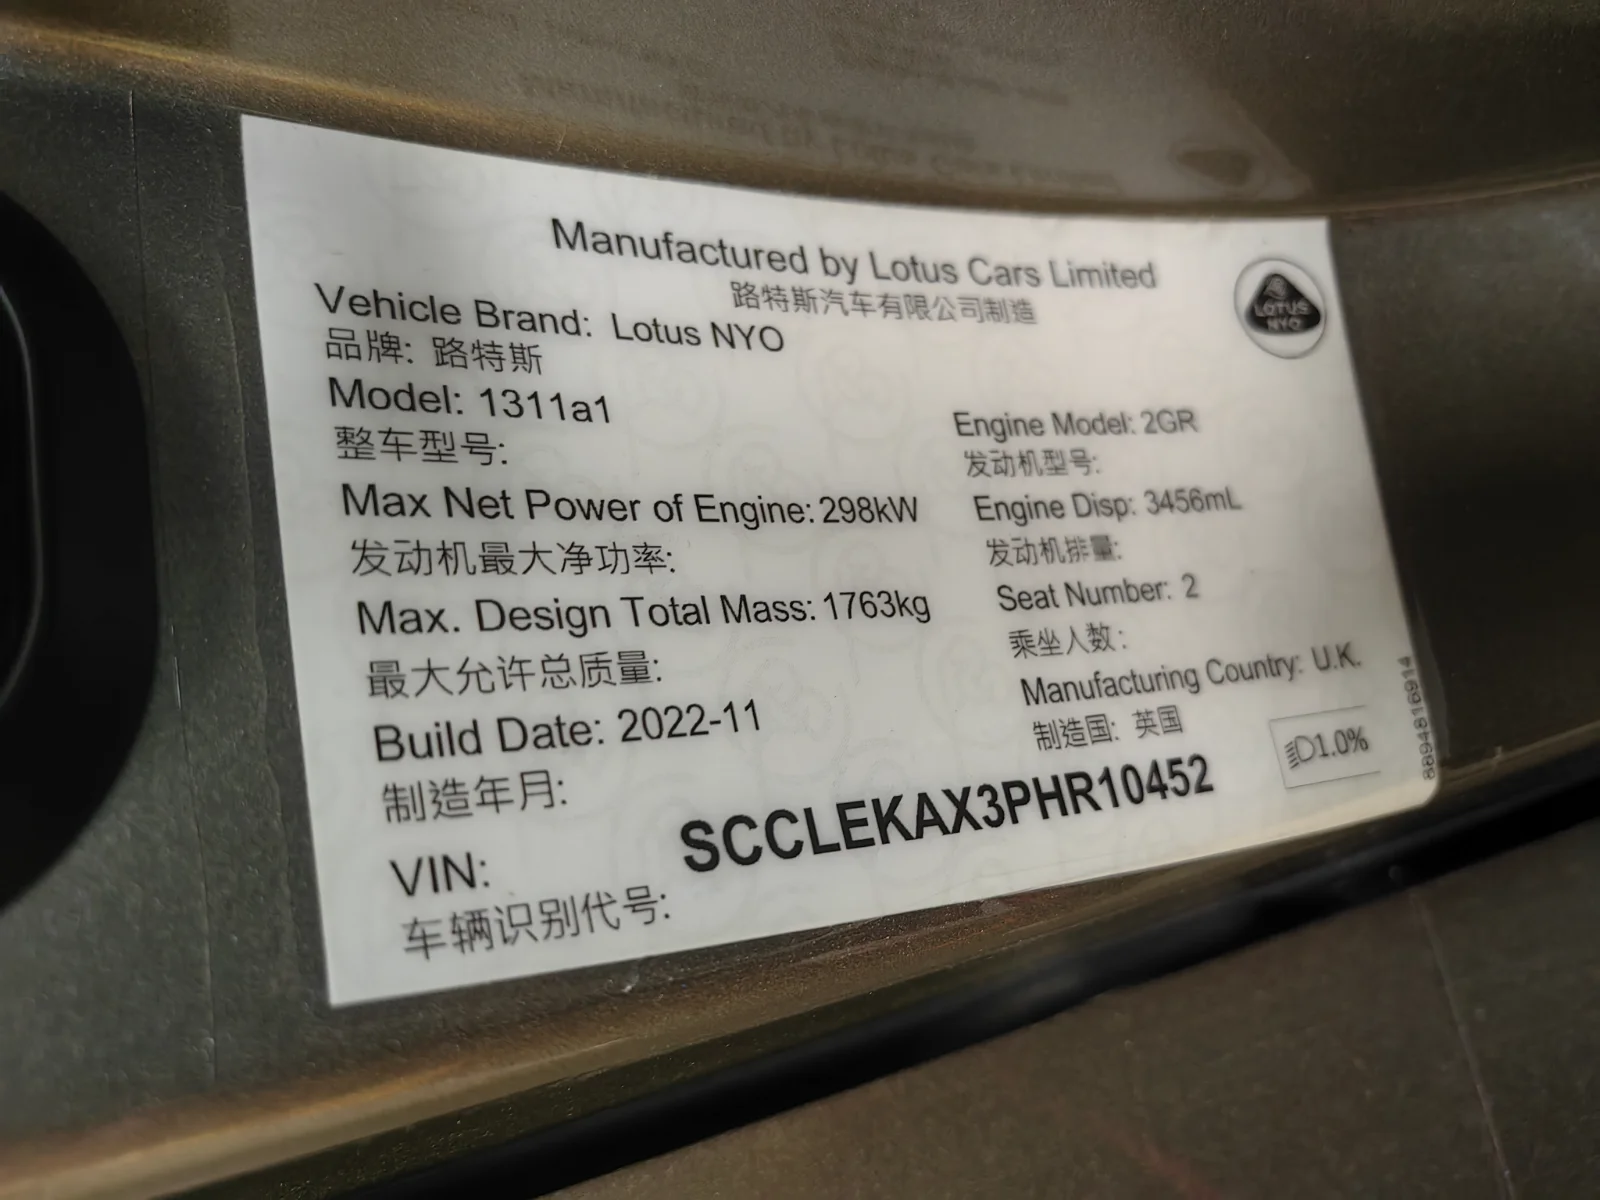 Manufactured by Lotus Cars Limited
路特斯汽车有限公司制造
LOTUS
NYO
Vehicle Brand: Lotus NYO
品牌: 路特斯
Model: 1311a1
整车型号:
Max Net Power of Engine: 298kW
发动机最大净功率:
Max. Design Total Mass: 1763kg
最大允许总质量:
Build Date: 2022-11
制造年月:
Engine Model: 2GR
发动机型号:
Engine Disp: 3456mL
发动机排量:
Seat Number: 2
乘坐人数:
Manufacturing Country: U.K.
制造国: 英国
1.0%
VIN: SCCLEKAX3PHR10452
车辆识别代号: